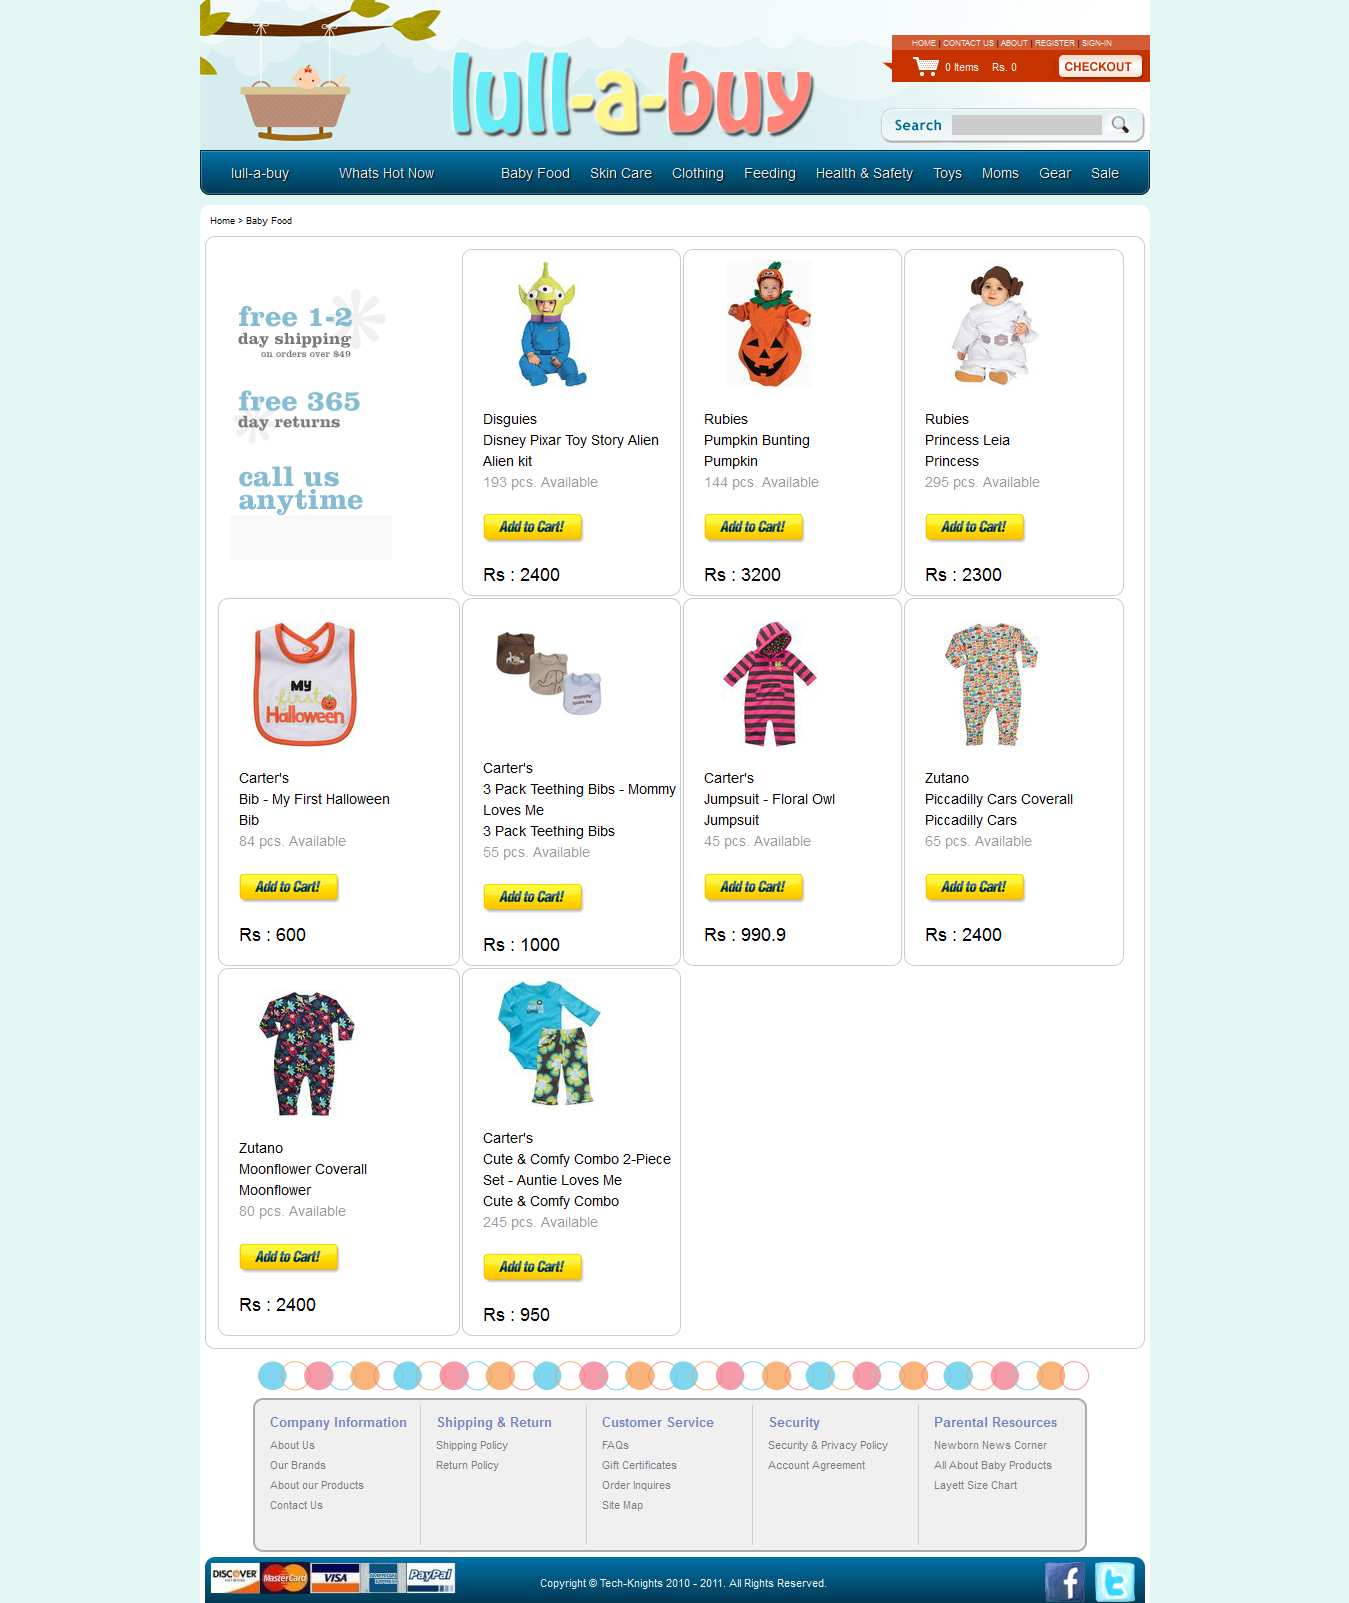 lull-a-buy
HOME | CONTACT US | ABOUT | REGISTER | SIGN-IN
0 Items Rs. 0 CHECKOUT
Search
lull-a-buy Whats Hot Now Baby Food Skin Care Clothing Feeding Health & Safety Toys Moms Gear Sale
Home > Baby Food
free 1-2
day shipping
on orders over $49
free 365
day returns
call us
anytime
Disguies
Disney Pixar Toy Story Alien
Alien kit
193 pcs. Available
Add to Cart!
Rs : 2400
Rubies
Pumpkin Bunting
Pumpkin
144 pcs. Available
Add to Cart!
Rs : 3200
Rubies
Princess Leia
Princess
295 pcs. Available
Add to Cart!
Rs : 2300
My
first
Halloween
Carter's
Bib - My First Halloween
Bib
84 pcs. Available
Add to Cart!
Rs : 600
mommy
loves me
Carter's
3 Pack Teething Bibs - Mommy
Loves Me
3 Pack Teething Bibs
55 pcs. Available
Add to Cart!
Rs : 1000
Carter's
Jumpsuit - Floral Owl
Jumpsuit
45 pcs. Available
Add to Cart!
Rs : 990.9
Zutano
Piccadilly Cars Coverall
Piccadilly Cars
65 pcs. Available
Add to Cart!
Rs : 2400
Zutano
Moonflower Coverall
Moonflower
80 pcs. Available
Add to Cart!
Rs : 2400
Carter's
Cute & Comfy Combo 2-Piece
Set - Auntie Loves Me
Cute & Comfy Combo
245 pcs. Available
Add to Cart!
Rs : 950
Company Information
About Us
Our Brands
About our Products
Contact Us
Shipping & Return
Shipping Policy
Return Policy
Customer Service
FAQs
Gift Certificates
Order Inquires
Site Map
Security
Security & Privacy Policy
Account Agreement
Parental Resources
Newborn News Corner
All About Baby Products
Layett Size Chart
DISCOVER
NETWORK
MasterCard
VISA
AMERICAN
EXPRESS
PayPal
Copyright © Tech-Knights 2010 - 2011. All Rights Reserved.
f
t